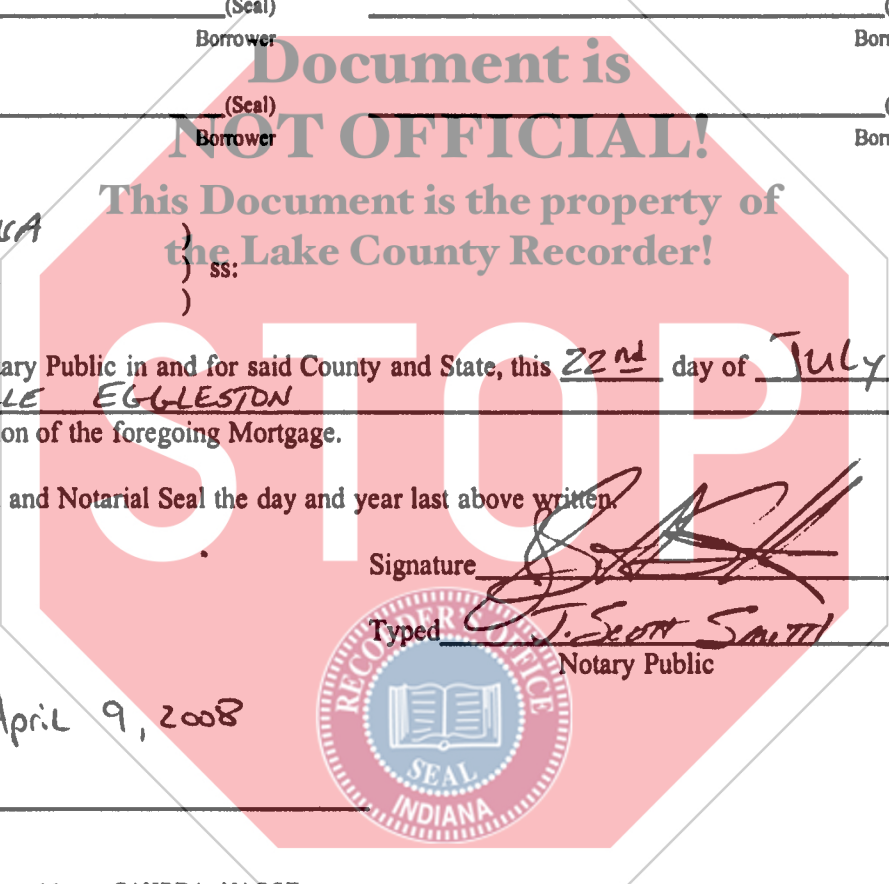 (Seal)
Borrower
Document is
(Seal)
NOT OFFICIAL!
Borrower
This Document is the property of
the Lake County Recorder!
)
) ss:
)
STOP
ary Public in and for said County and State, this 22nd day of July
LE EGGLESTON
on of the foregoing Mortgage.
and Notarial Seal the day and year last above written.
Signature
Typed J. Scott Smith
Notary Public
RECORDER'S OFFICE
SEAL
INDIANA
April 9, 2008